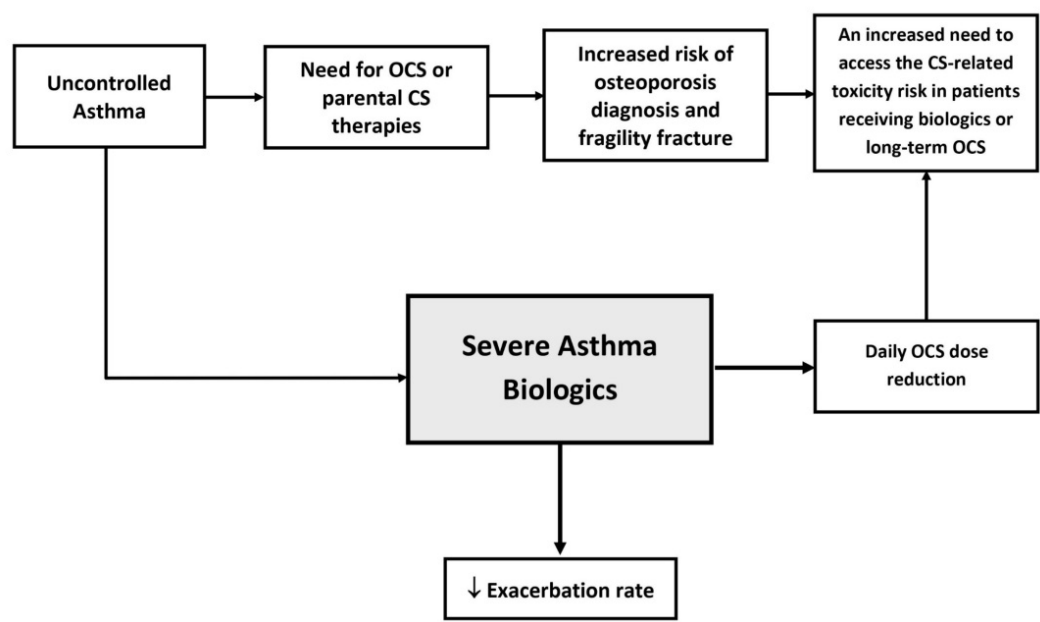 Uncontrolled
Asthma
Need for OCS or
parental CS
therapies
Increased risk of
osteoporosis
diagnosis and
fragility fracture
An increased need to
access the CS-related
toxicity risk in patients
receiving biologics or
long-term OCS
Severe Asthma
Biologics
Daily OCS dose
reduction
↓ Exacerbation rate